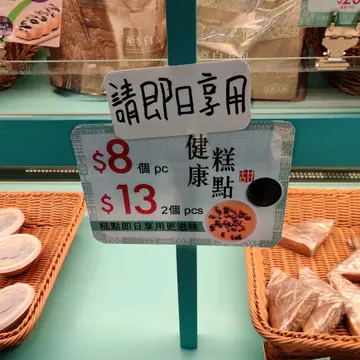 請即日享用
健康
糕點
$8 個 pc
$13 2個 pcs
糕點即日享用更滋味